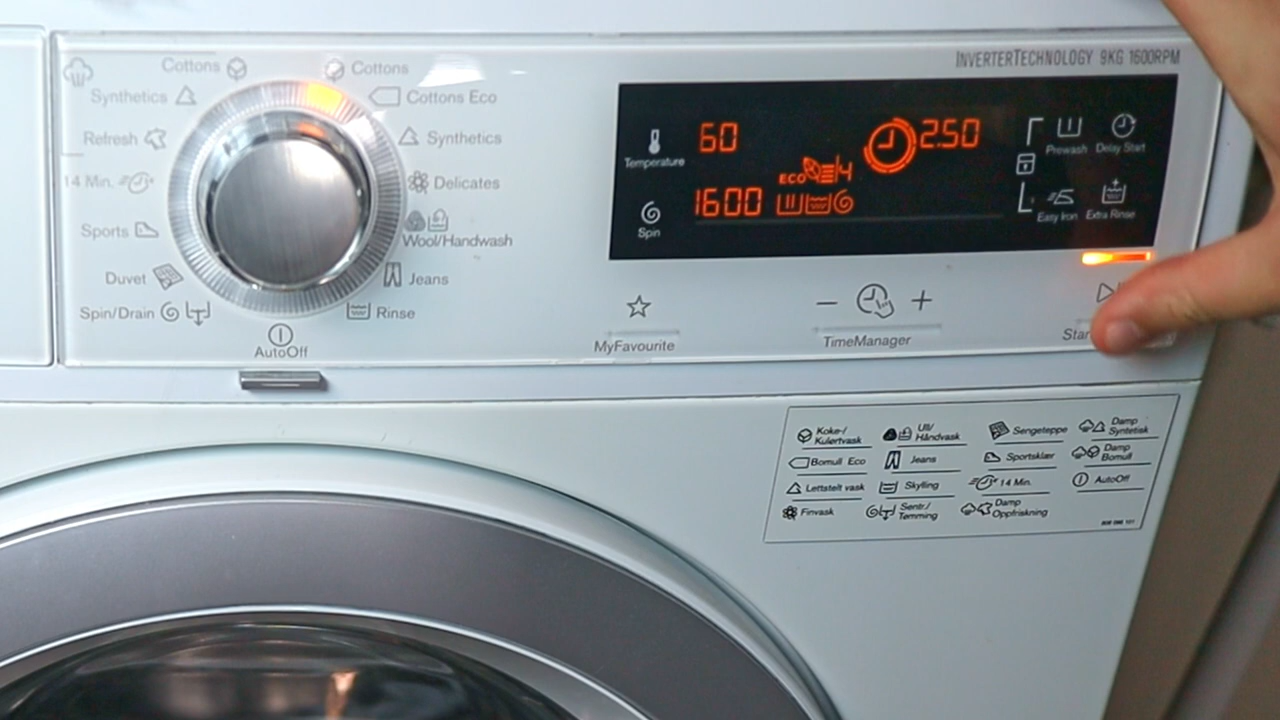 INVERTERTECHNOLOGY 9KG 1600RPM
Cottons
Cottons
Synthetics
Cottons Eco
Refresh
Synthetics
14 Min.
Delicates
Sports
Wool/Handwash
Duvet
Jeans
Spin/Drain
Rinse
AutoOff
Temperature
60
2.50
Prewash
Delay Start
ECO
4
Spin
1600
Easy Iron
Extra Rinse
MyFavourite
TimeManager
Koke-/
Kulørtvask
Ull/
Håndvask
Sengeteppe
Damp
Syntetisk
Bomull Eco
Jeans
Sportsklær
Damp
Bomull
Lettstelt vask
Skylling
14 Min.
AutoOff
Finvask
Sentr./
Tømming
Damp
Oppfriskning